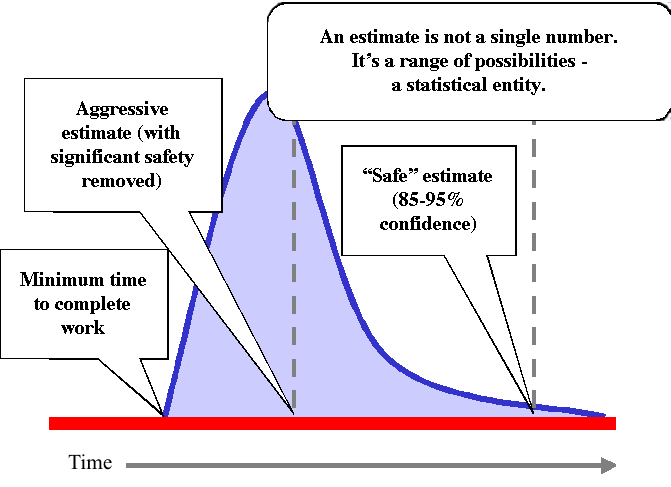 An estimate is not a single number.
It's a range of possibilities -
a statistical entity.
Aggressive
estimate (with
significant safety
removed)
“Safe” estimate
(85-95%
confidence)
Minimum time
to complete
work
Time